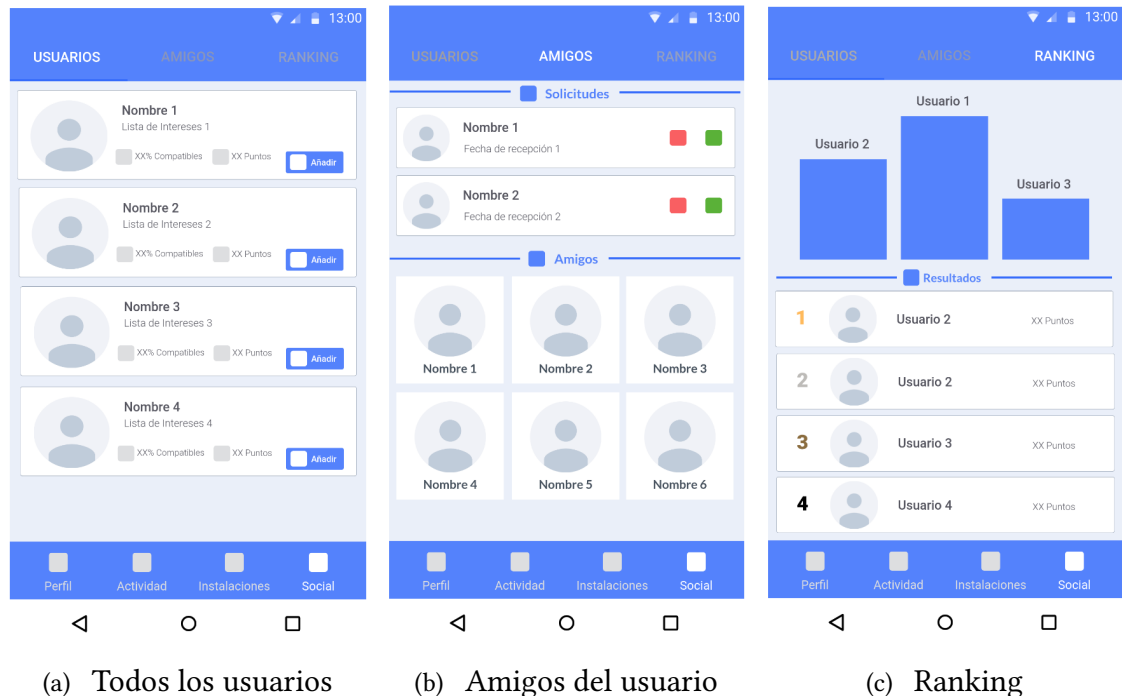 13:00
USUARIOS AMIGOS RANKING
Nombre 1
Lista de Intereses 1
XX% Compatibles XX Puntos Añadir
Nombre 2
Lista de Intereses 2
XX% Compatibles XX Puntos Añadir
Nombre 3
Lista de Intereses 3
XX% Compatibles XX Puntos Añadir
Nombre 4
Lista de Intereses 4
XX% Compatibles XX Puntos Añadir
Perfil Actividad Instalaciones Social
(a) Todos los usuarios
13:00
USUARIOS AMIGOS RANKING
Solicitudes
Nombre 1
Fecha de recepción 1
Nombre 2
Fecha de recepción 2
Amigos
Nombre 1 Nombre 2 Nombre 3
Nombre 4 Nombre 5 Nombre 6
Perfil Actividad Instalaciones Social
(b) Amigos del usuario
13:00
USUARIOS AMIGOS RANKING
Usuario 1
Usuario 2
Usuario 3
Resultados
1 Usuario 2 XX Puntos
2 Usuario 2 XX Puntos
3 Usuario 3 XX Puntos
4 Usuario 4 XX Puntos
Perfil Actividad Instalaciones Social
(c) Ranking